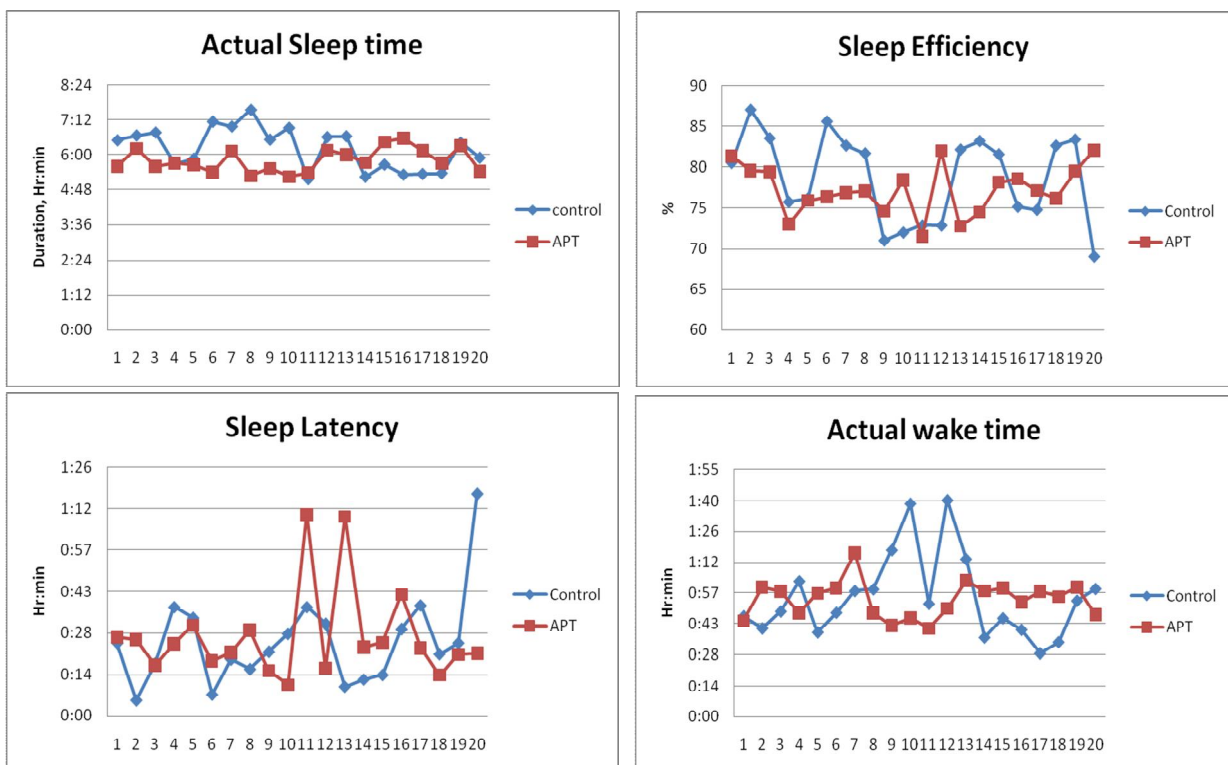 Actual Sleep time
8:24
7:12
6:00
4:48
3:36
2:24
1:12
0:00
Duration, Hr:min
1 2 3 4 5 6 7 8 9 10 11 12 13 14 15 16 17 18 19 20
control
APT
Sleep Efficiency
90
85
80
75
70
65
60
%
1 2 3 4 5 6 7 8 9 10 11 12 13 14 15 16 17 18 19 20
Control
APT
Sleep Latency
1:26
1:12
0:57
0:43
0:28
0:14
0:00
Hr:min
1 2 3 4 5 6 7 8 9 10 11 12 13 14 15 16 17 18 19 20
Control
APT
Actual wake time
1:55
1:40
1:26
1:12
0:57
0:43
0:28
0:14
0:00
Hr:min
1 2 3 4 5 6 7 8 9 10 11 12 13 14 15 16 17 18 19 20
Control
APT